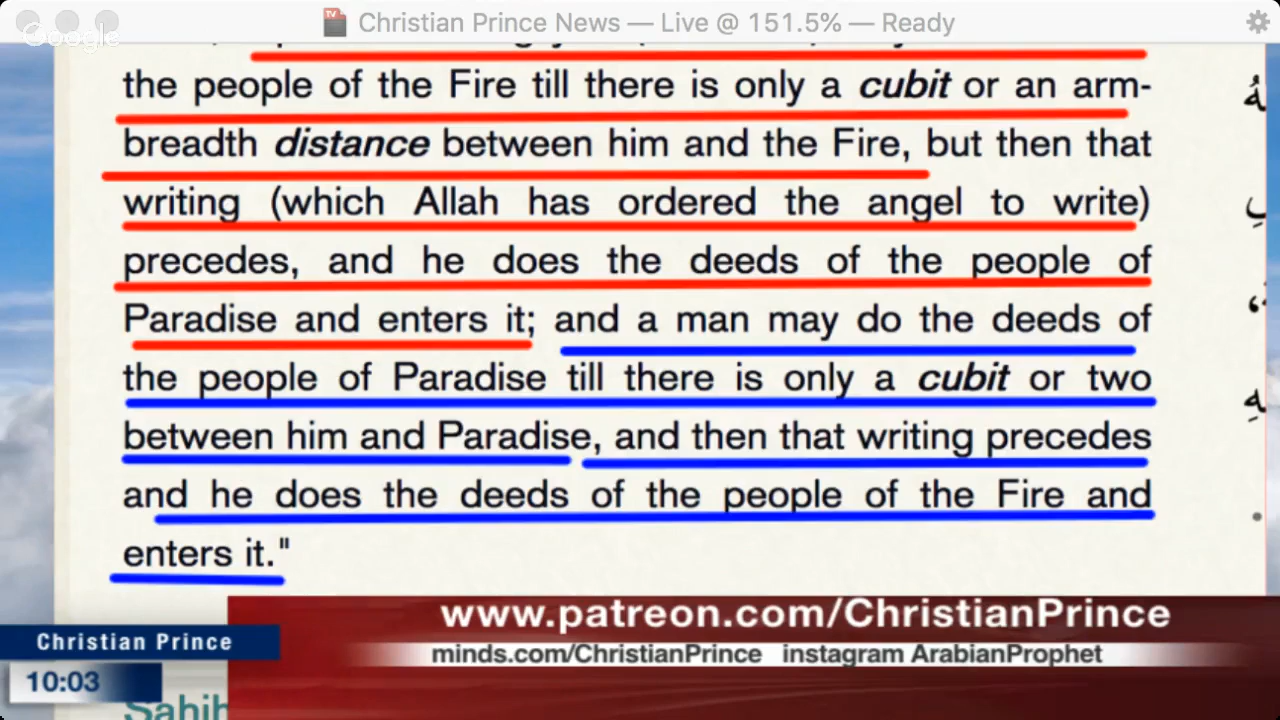 Christian Prince News — Live @ 151.5% — Ready
Google
the people of the Fire till there is only a cubit or an arm-
breadth distance between him and the Fire, but then that
writing (which Allah has ordered the angel to write)
precedes, and he does the deeds of the people of
Paradise and enters it; and a man may do the deeds of
the people of Paradise till there is only a cubit or two
between him and Paradise, and then that writing precedes
and he does the deeds of the people of the Fire and
enters it."
www.patreon.com/ChristianPrince
Christian Prince
minds.com/ChristianPrince instagram ArabianProphet
10:03
Sahih